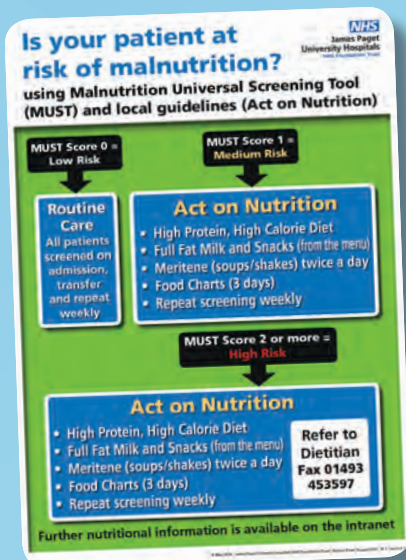 Is your patient at
risk of malnutrition?
NHS
James Paget
University Hospitals
NHS Foundation Trust
using Malnutrition Universal Screening Tool
(MUST) and local guidelines (Act on Nutrition)
MUST Score 0 =
Low Risk
MUST Score 1 =
Medium Risk
Routine
Care
All patients
screened on
admission,
transfer
and repeat
weekly
Act on Nutrition
• High Protein, High Calorie Diet
• Full Fat Milk and Snacks (from the menu)
• Meritene (soups/shakes) twice a day
• Food Charts (3 days)
• Repeat screening weekly
MUST Score 2 or more =
High Risk
Act on Nutrition
• High Protein, High Calorie Diet
• Full Fat Milk and Snacks (from the menu)
• Meritene (soups/shakes) twice a day
• Food Charts (3 days)
• Repeat screening weekly
Refer to
Dietitian
Fax 01493
453597
Further nutritional information is available on the intranet